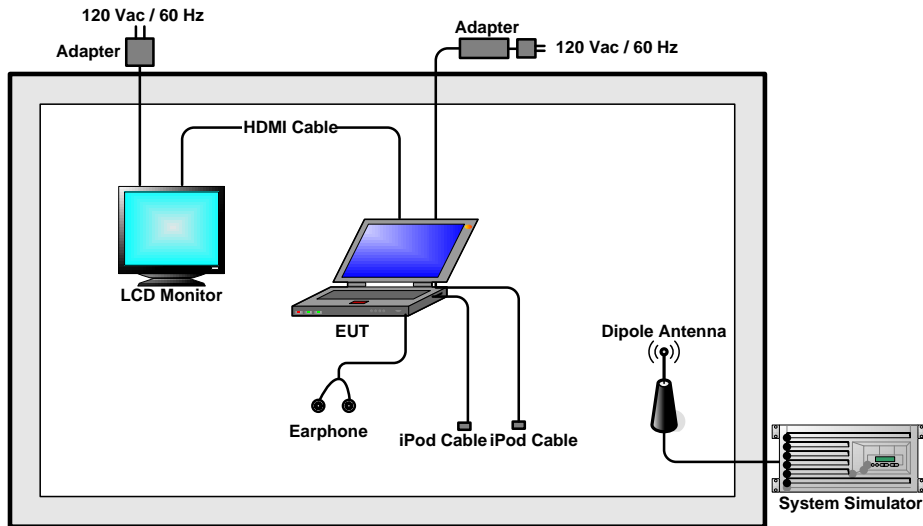 120 Vac / 60 Hz
Adapter
Adapter
120 Vac / 60 Hz
HDMI Cable
LCD Monitor
EUT
Dipole Antenna
Earphone
iPod Cable
iPod Cable
System Simulator